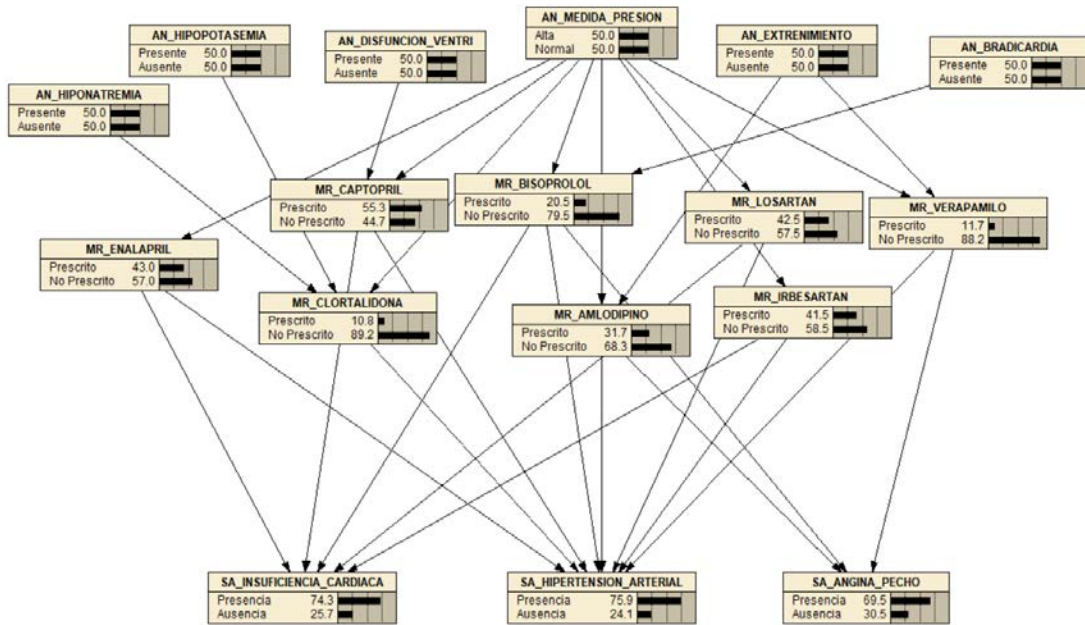 AN_MEDIDA_PRESION
Alta 50.0
Normal 50.0
AN_HIPOPOTASEMIA
Presente 50.0
Ausente 50.0
AN_DISFUNCION_VENTRI
Presente 50.0
Ausente 50.0
AN_EXTRENIMIENTO
Presente 50.0
Ausente 50.0
AN_BRADICARDIA
Presente 50.0
Ausente 50.0
AN_HIPONATREMIA
Presente 50.0
Ausente 50.0
MR_CAPTOPRIL
Prescrito 55.3
No Prescrito 44.7
MR_BISOPROLOL
Prescrito 20.5
No Prescrito 79.5
MR_LOSARTAN
Prescrito 42.5
No Prescrito 57.5
MR_VERAPAMILO
Prescrito 11.7
No Prescrito 88.2
MR_ENALAPRIL
Prescrito 43.0
No Prescrito 57.0
MR_CLORTALIDONA
Prescrito 10.8
No Prescrito 89.2
MR_AMLODIPINO
Prescrito 31.7
No Prescrito 68.3
MR_IRBESARTAN
Prescrito 41.5
No Prescrito 58.5
SA_INSUFICIENCIA_CARDIACA
Presencia 74.3
Ausencia 25.7
SA_HIPERTENSION_ARTERIAL
Presencia 75.9
Ausencia 24.1
SA_ANGINA_PECHO
Presencia 69.5
Ausencia 30.5